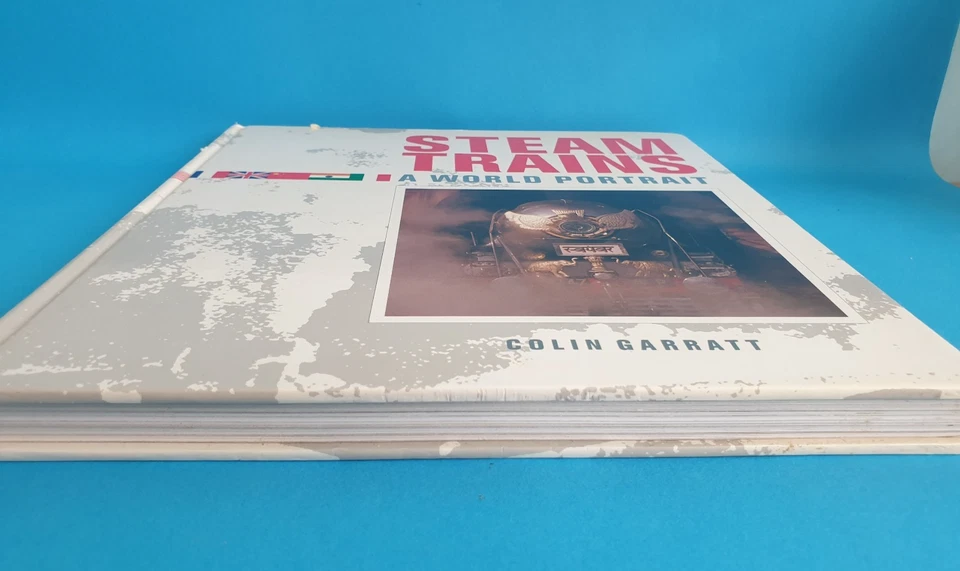 STEAM
TRAINS
A WORLD PORTRAIT
COLIN GARRATT